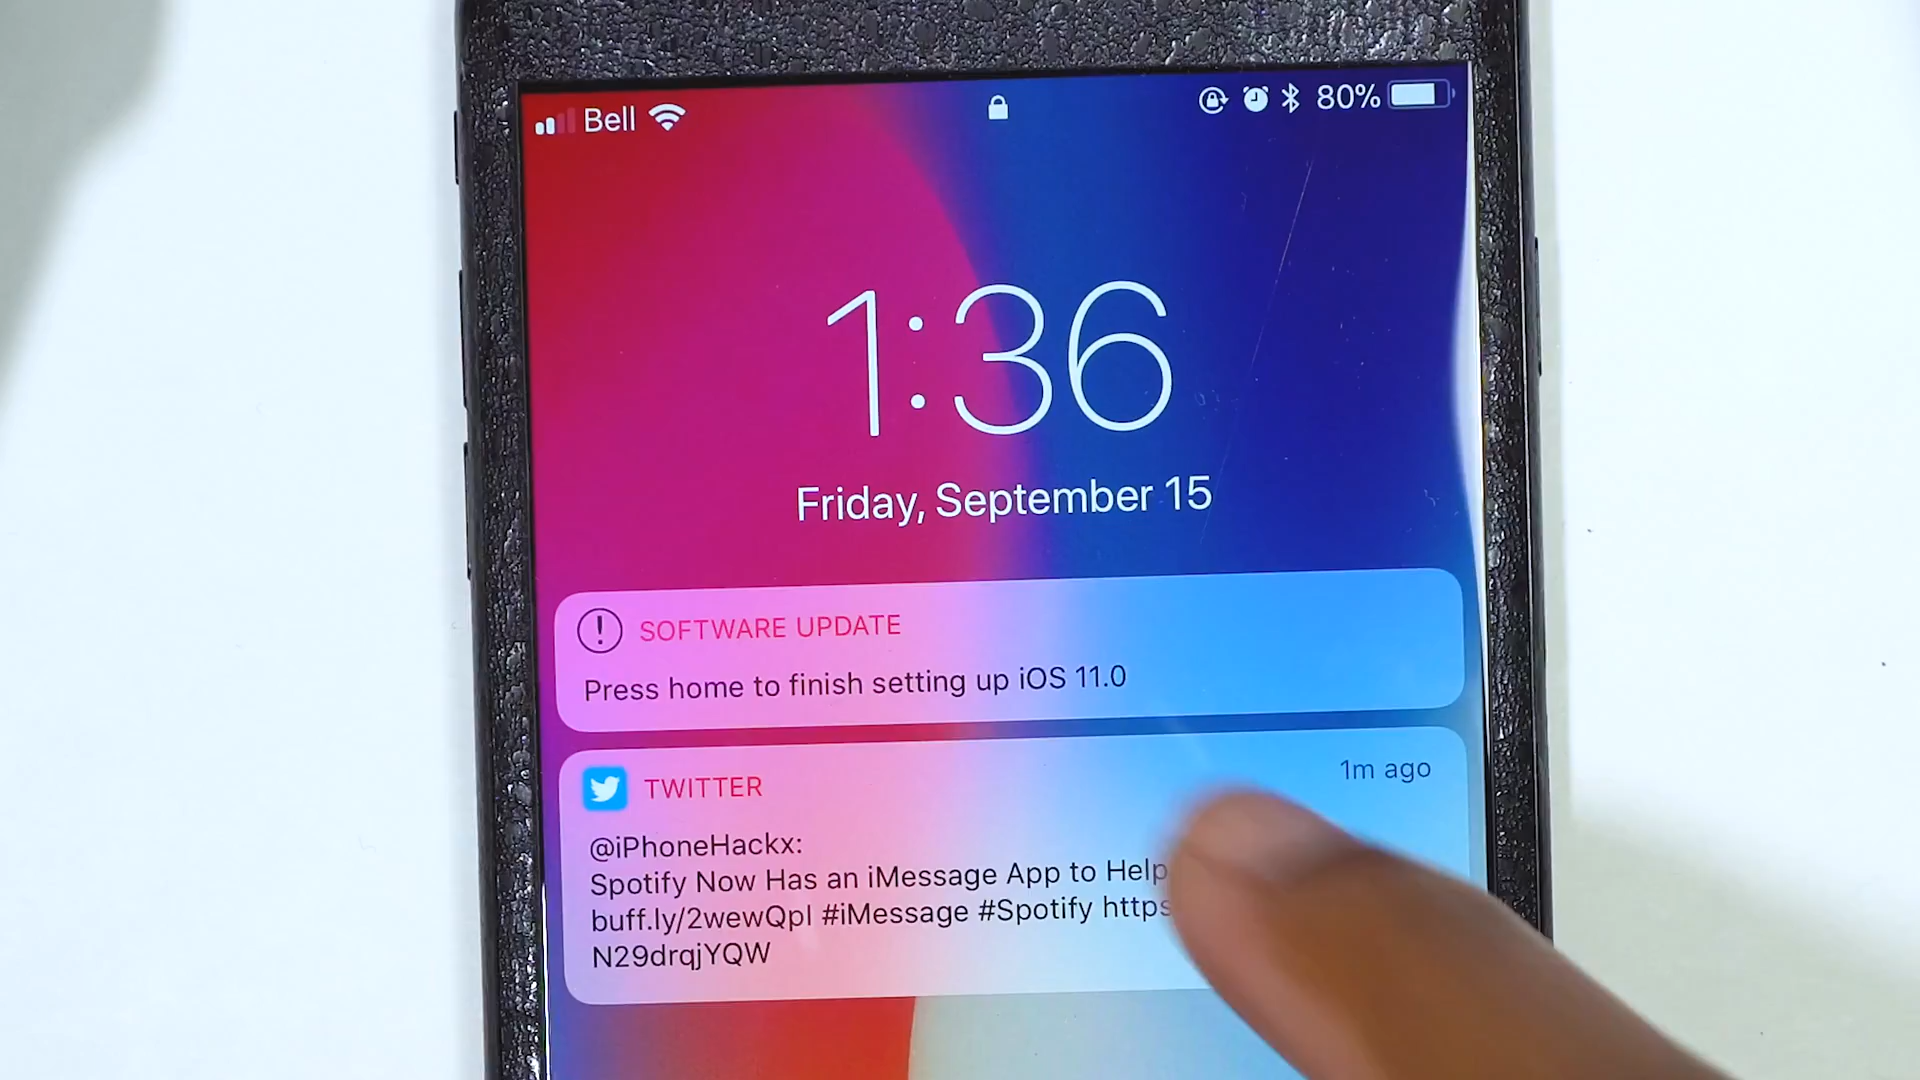 Bell 80%
1:36
Friday, September 15
SOFTWARE UPDATE
Press home to finish setting up iOS 11.0
TWITTER 1m ago
@iPhoneHackx:
Spotify Now Has an iMessage App to Help
buff.ly/2wewQpI #iMessage #Spotify https
N29drqjYQW